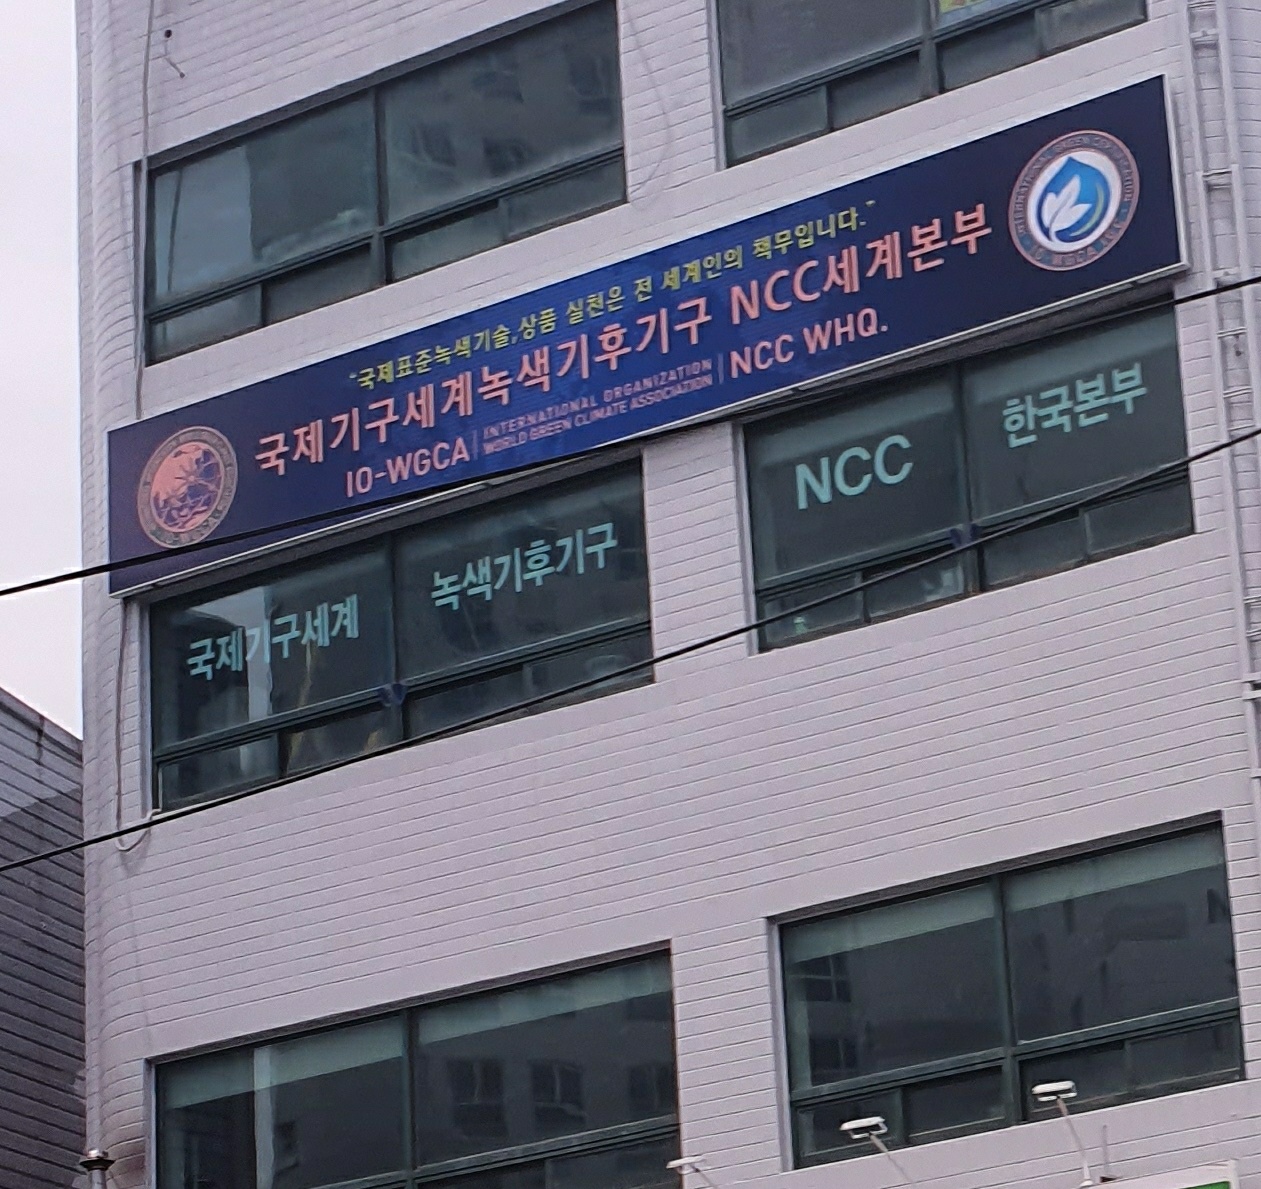 "국제표준녹색기술,상품 실천은 전 세계인의 책무입니다."
국제기구세계녹색기후기구 NCC세계본부
IO-WGCA INTERNATIONAL ORGANIZATION WORLD GREEN CLIMATE ASSOCIATION NCC WHQ.
국제기구세계
녹색기후기구
NCC
한국본부